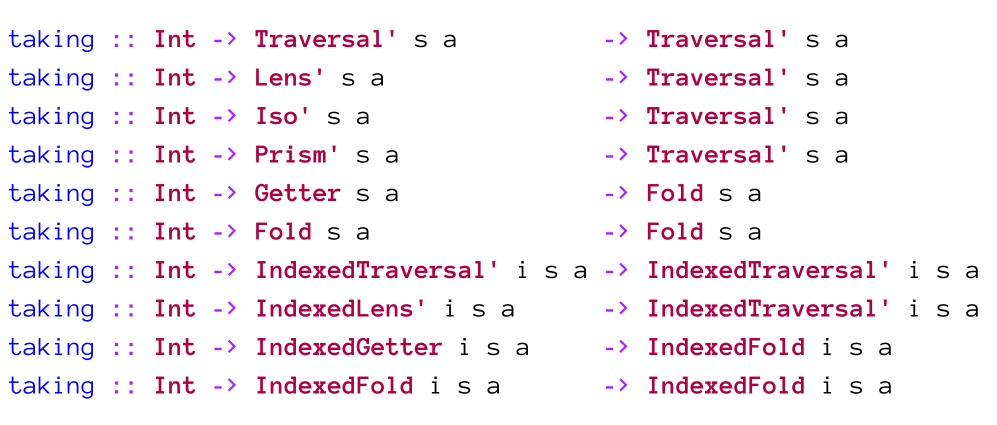 taking :: Int -> Traversal' s a -> Traversal' s a
taking :: Int -> Lens' s a -> Traversal' s a
taking :: Int -> Iso' s a -> Traversal' s a
taking :: Int -> Prism' s a -> Traversal' s a
taking :: Int -> Getter s a -> Fold s a
taking :: Int -> Fold s a -> Fold s a
taking :: Int -> IndexedTraversal' i s a -> IndexedTraversal' i s a
taking :: Int -> IndexedLens' i s a -> IndexedTraversal' i s a
taking :: Int -> IndexedGetter i s a -> IndexedFold i s a
taking :: Int -> IndexedFold i s a -> IndexedFold i s a